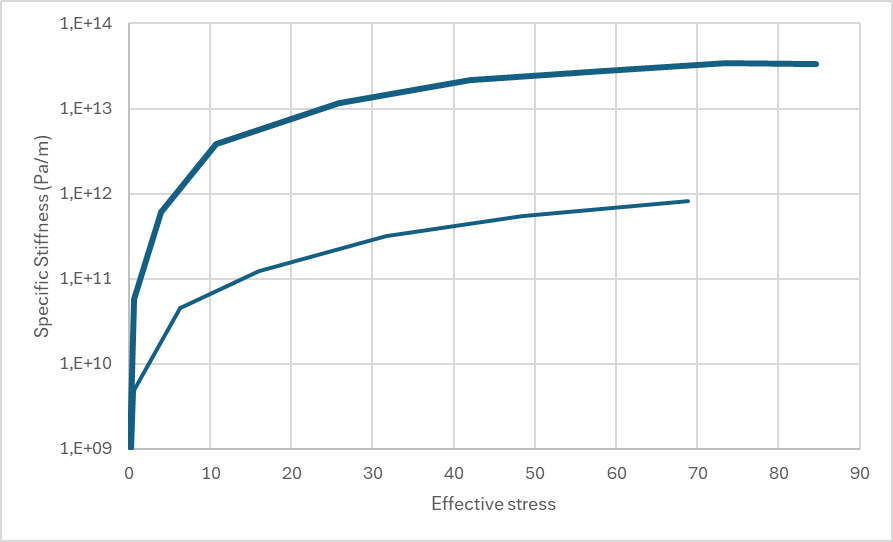 1,E+14
1,E+13
1,E+12
1,E+11
1,E+10
1,E+09
Specific Stiffness (Pa/m)
0 10 20 30 40 50 60 70 80 90
Effective stress